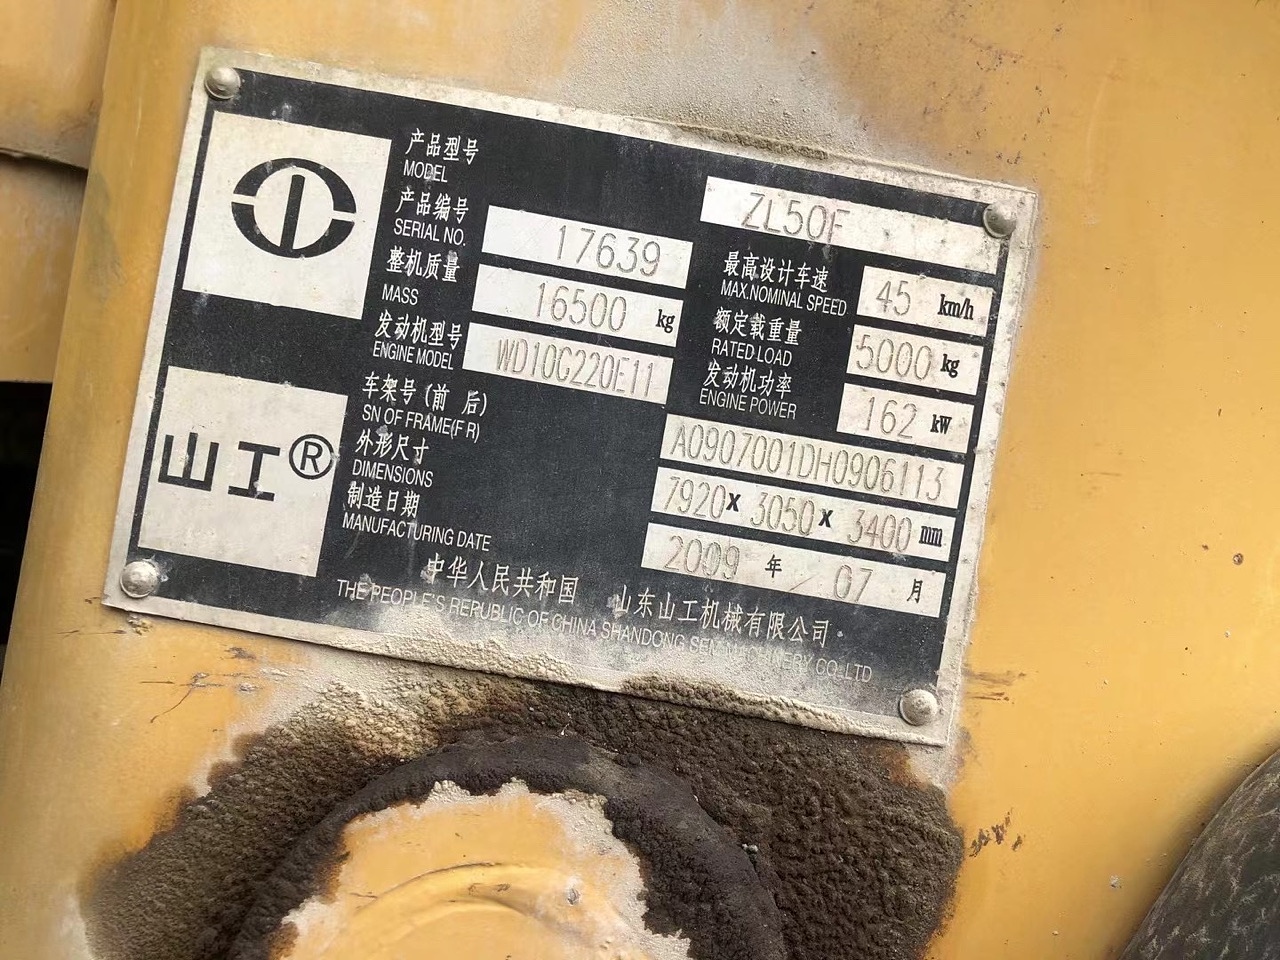 产品型号
MODEL
ZL50F
产品编号
SERIAL NO.
17639
最高设计车速
MAX.NOMINAL SPEED
45 km/h
整机质量
MASS
16500 kg
额定载重量
RATED LOAD
5000 kg
发动机型号
ENGINE MODEL
WD10G220E11
发动机功率
ENGINE POWER
162 kW
车架号(前 后)
SN OF FRAME(F R)
A0907001DH0906113
外形尺寸
DIMENSIONS
7920 x 3050 x 3400 mm
制造日期
MANUFACTURING DATE
2009 年 07 月
山工®
中华人民共和国 山东山工机械有限公司
THE PEOPLE'S REPUBLIC OF CHINA SHANDONG SEM MACHINERY CO.,LTD